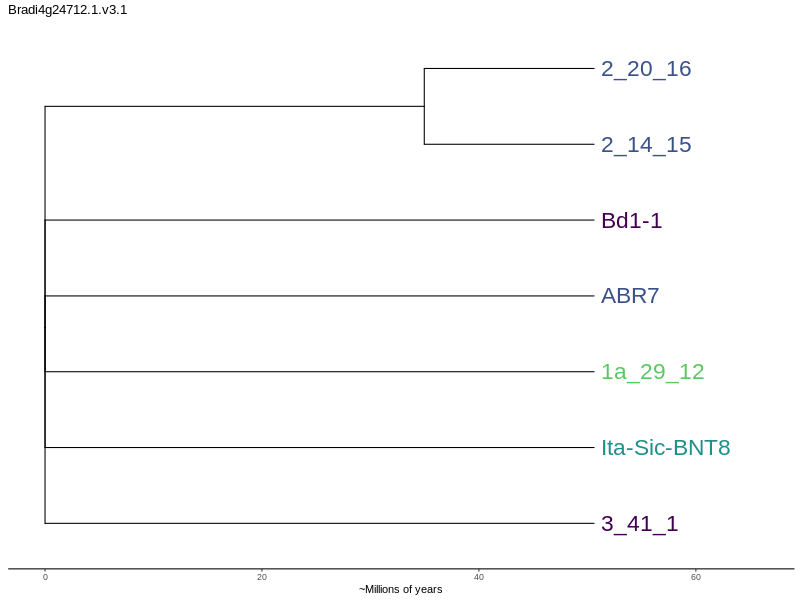 Bradi4g24712.1.v3.1
2_20_16
2_14_15
Bd1-1
ABR7
1a_29_12
Ita-Sic-BNT8
3_41_1
0 20 40 60
~Millions of years